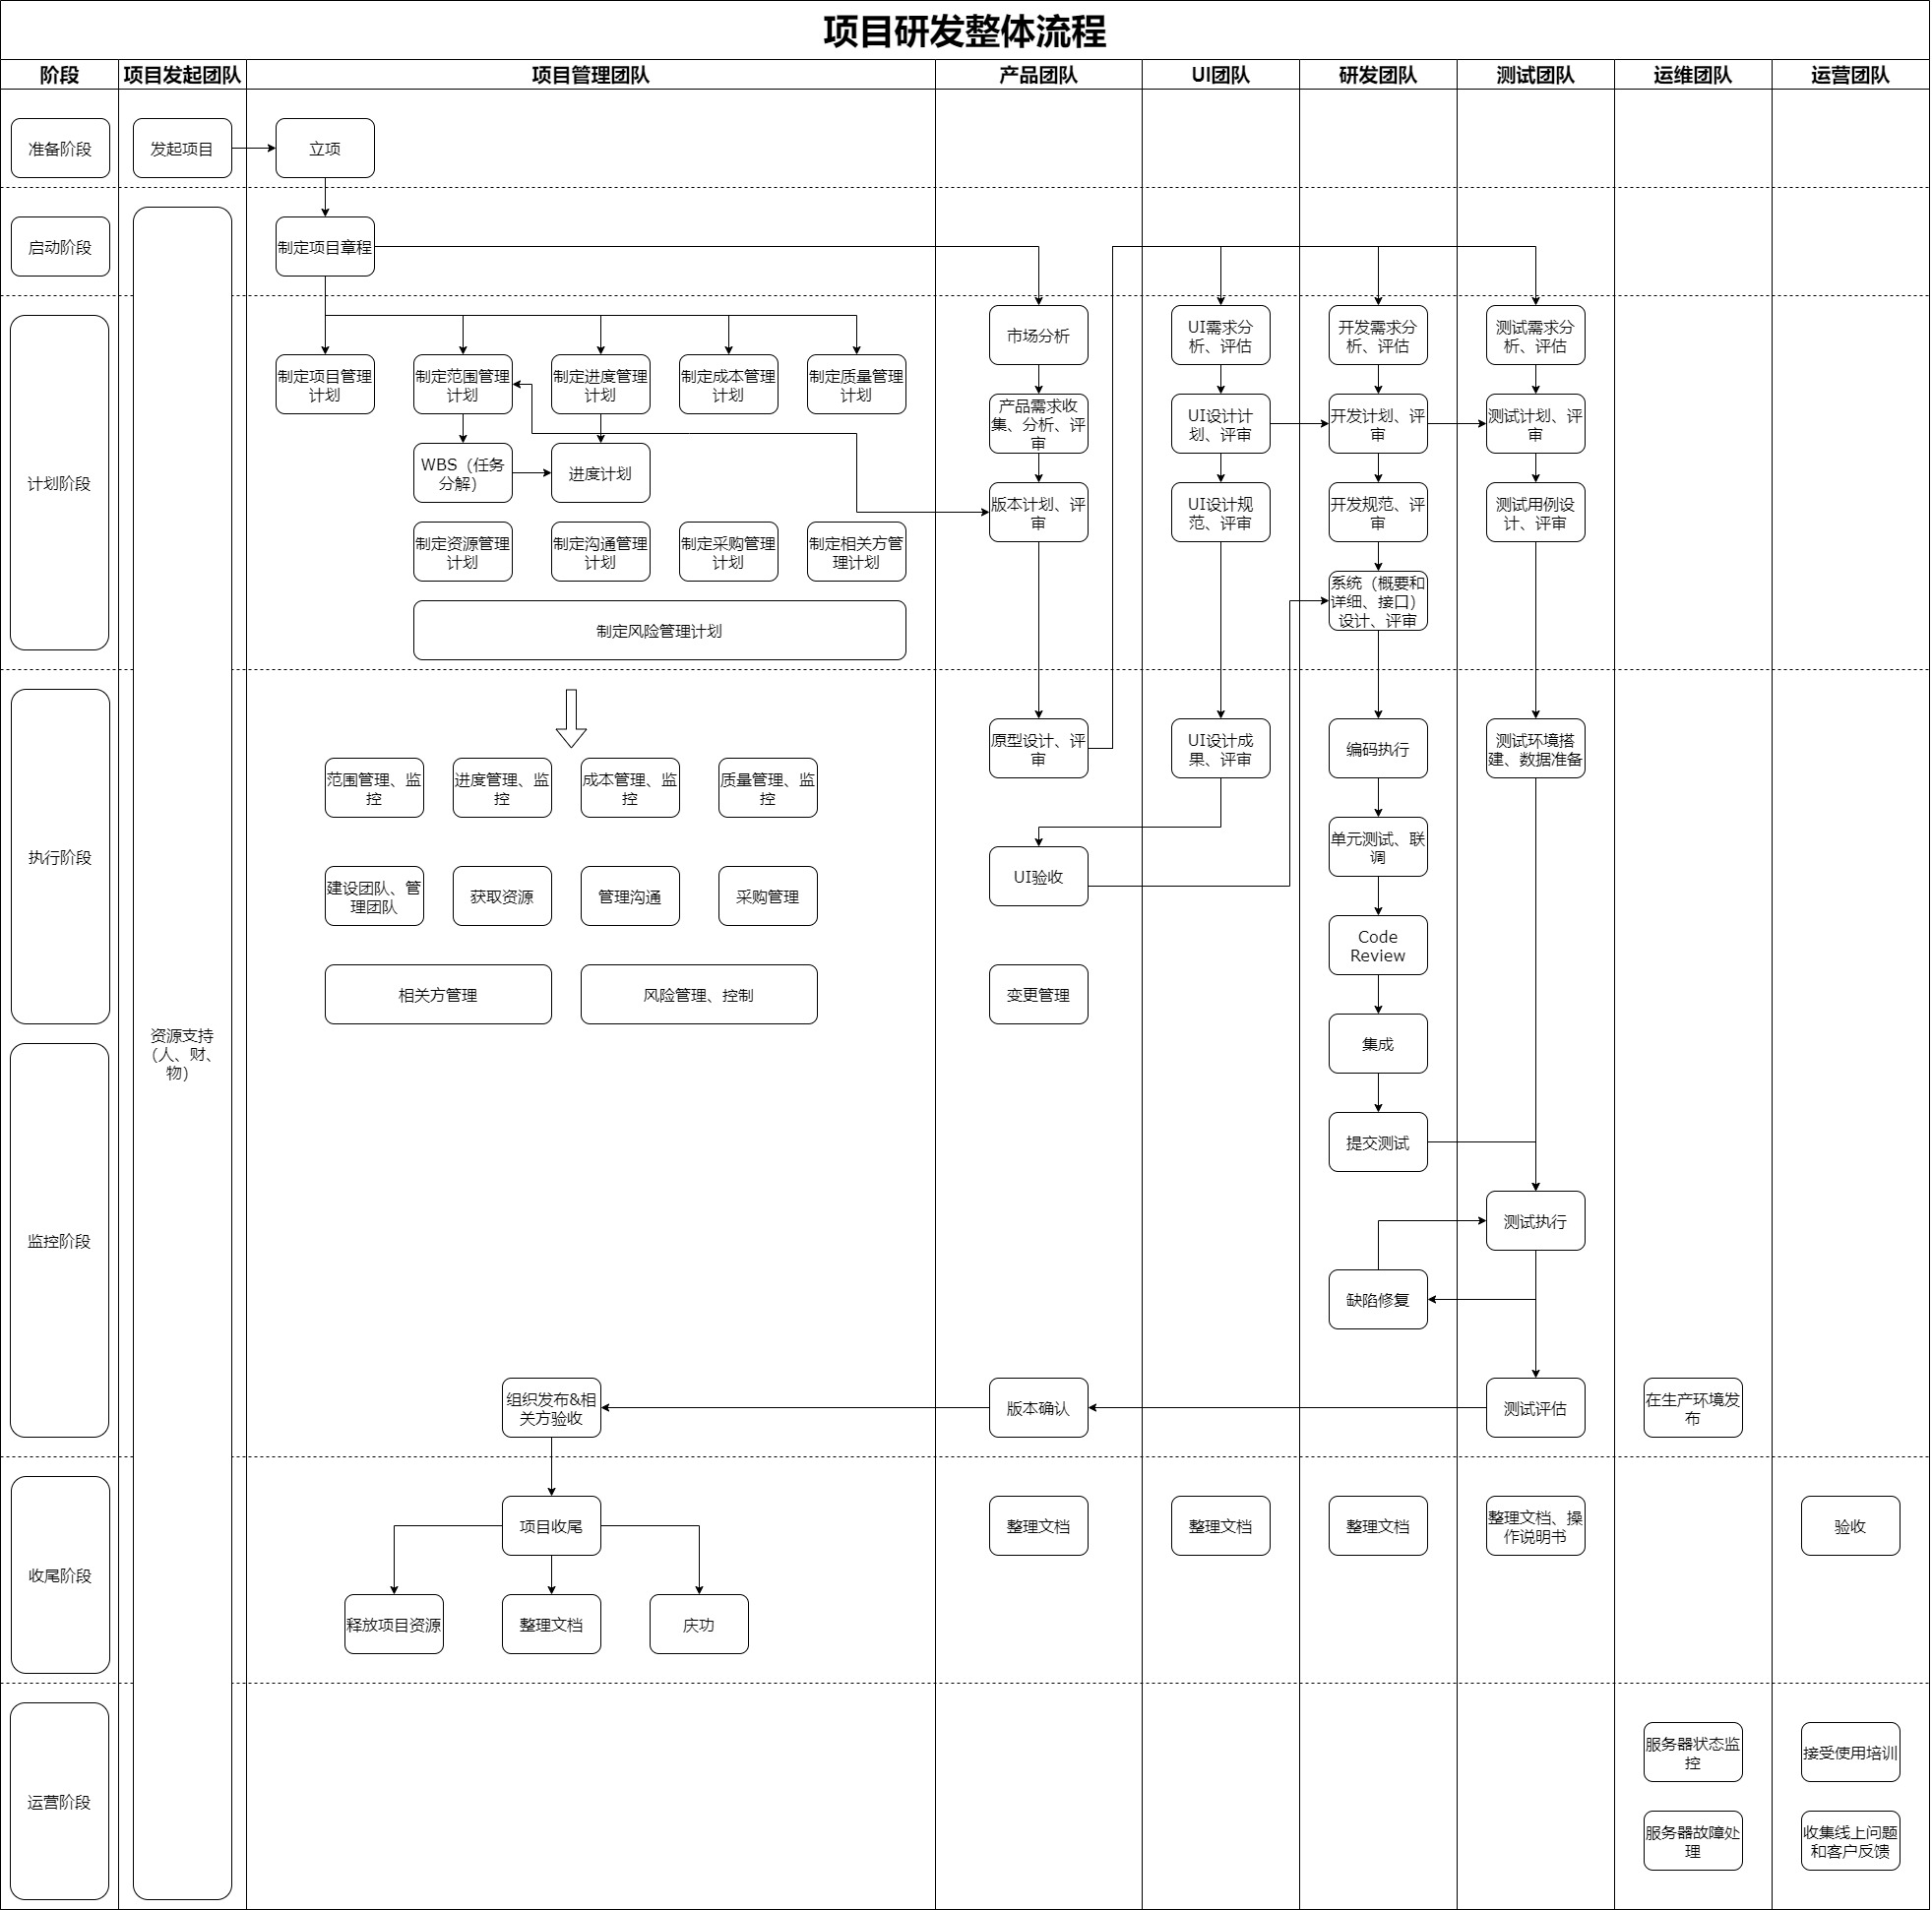 项目研发整体流程
阶段
项目发起团队
项目管理团队
产品团队
UI团队
研发团队
测试团队
运维团队
运营团队
准备阶段
发起项目
立项
启动阶段
制定项目章程
计划阶段
制定项目管理
计划
制定范围管理
计划
制定进度管理
计划
制定成本管理
计划
制定质量管理
计划
WBS（任务
分解）
进度计划
制定资源管理
计划
制定沟通管理
计划
制定采购管理
计划
制定相关方管
理计划
制定风险管理计划
市场分析
产品需求收
集、分析、评
审
版本计划、评
审
UI需求分
析、评估
UI设计计
划、评审
UI设计规
范、评审
开发需求分
析、评估
开发计划、评
审
开发规范、评
审
系统（概要和
详细、接口）
设计、评审
测试需求分
析、评估
测试计划、评
审
测试用例设
计、评审
资源支持
（人、财、
物）
执行阶段
范围管理、监
控
进度管理、监
控
成本管理、监
控
质量管理、监
控
建设团队、管
理团队
获取资源
管理沟通
采购管理
相关方管理
风险管理、控制
原型设计、评
审
UI验收
变更管理
UI设计成
果、评审
编码执行
单元测试、联
调
Code
Review
集成
测试环境搭
建、数据准备
监控阶段
提交测试
测试执行
缺陷修复
组织发布&相
关方验收
版本确认
测试评估
在生产环境发
布
收尾阶段
项目收尾
释放项目资源
整理文档
庆功
整理文档
整理文档
整理文档
整理文档、操
作说明书
验收
运营阶段
服务器状态监
控
接受使用培训
服务器故障处
理
收集线上问题
和客户反馈